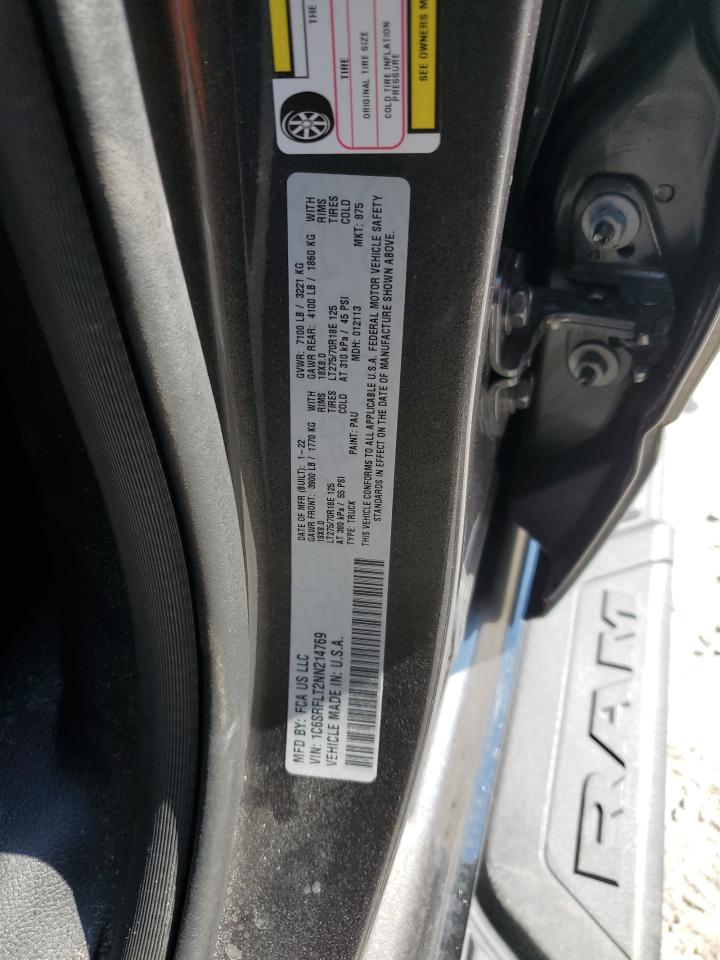 MFD BY: FCA US LLC
VIN: 1C6SRFLT2NN214769
VEHICLE MADE IN: U.S.A.
DATE OF MFR (BUILT): 1-22 GVWR: 7100 LB / 3221 KG
GAWR FRONT: 3900 LB / 1770 KG WITH GAWR REAR: 4100 LB / 1860 KG WITH
18X8.0 RIMS 18X8.0 RIMS
LT275/70R18E 125 TIRES LT275/70R18E 125 TIRES
AT 380 kPa / 55 PSI COLD AT 310 kPa / 45 PSI COLD
TYPE: TRUCK PAINT: PAU MDH: 012113 MKT: 875
THIS VEHICLE CONFORMS TO ALL APPLICABLE U.S.A. FEDERAL MOTOR VEHICLE SAFETY
STANDARDS IN EFFECT ON THE DATE OF MANUFACTURE SHOWN ABOVE.
THE
TIRE
ORIGINAL TIRE SIZE
COLD TIRE INFLATION
PRESSURE
SEE OWNERS M
RAM